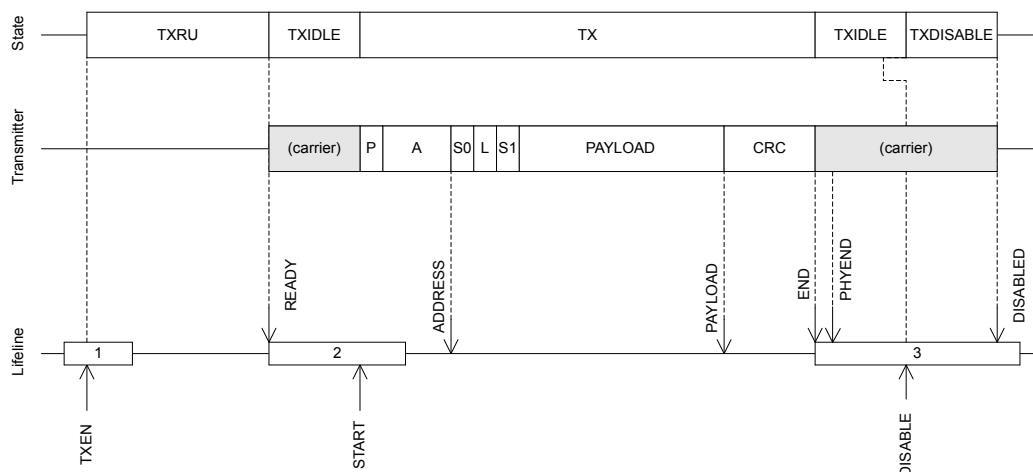 State
TXRU
TXIDLE
TX
TXIDLE
TXDISABLE
Transmitter
(carrier)
P
A
S0
L
S1
PAYLOAD
CRC
(carrier)
READY
ADDRESS
PAYLOAD
END
PHYEND
DISABLED
Lifeline
1
2
3
TXEN
START
DISABLE